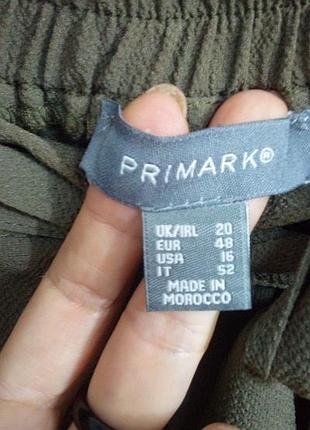 PRIMARK®
UK/IRL 20
EUR 48
USA 16
IT 52
MADE IN
MOROCCO